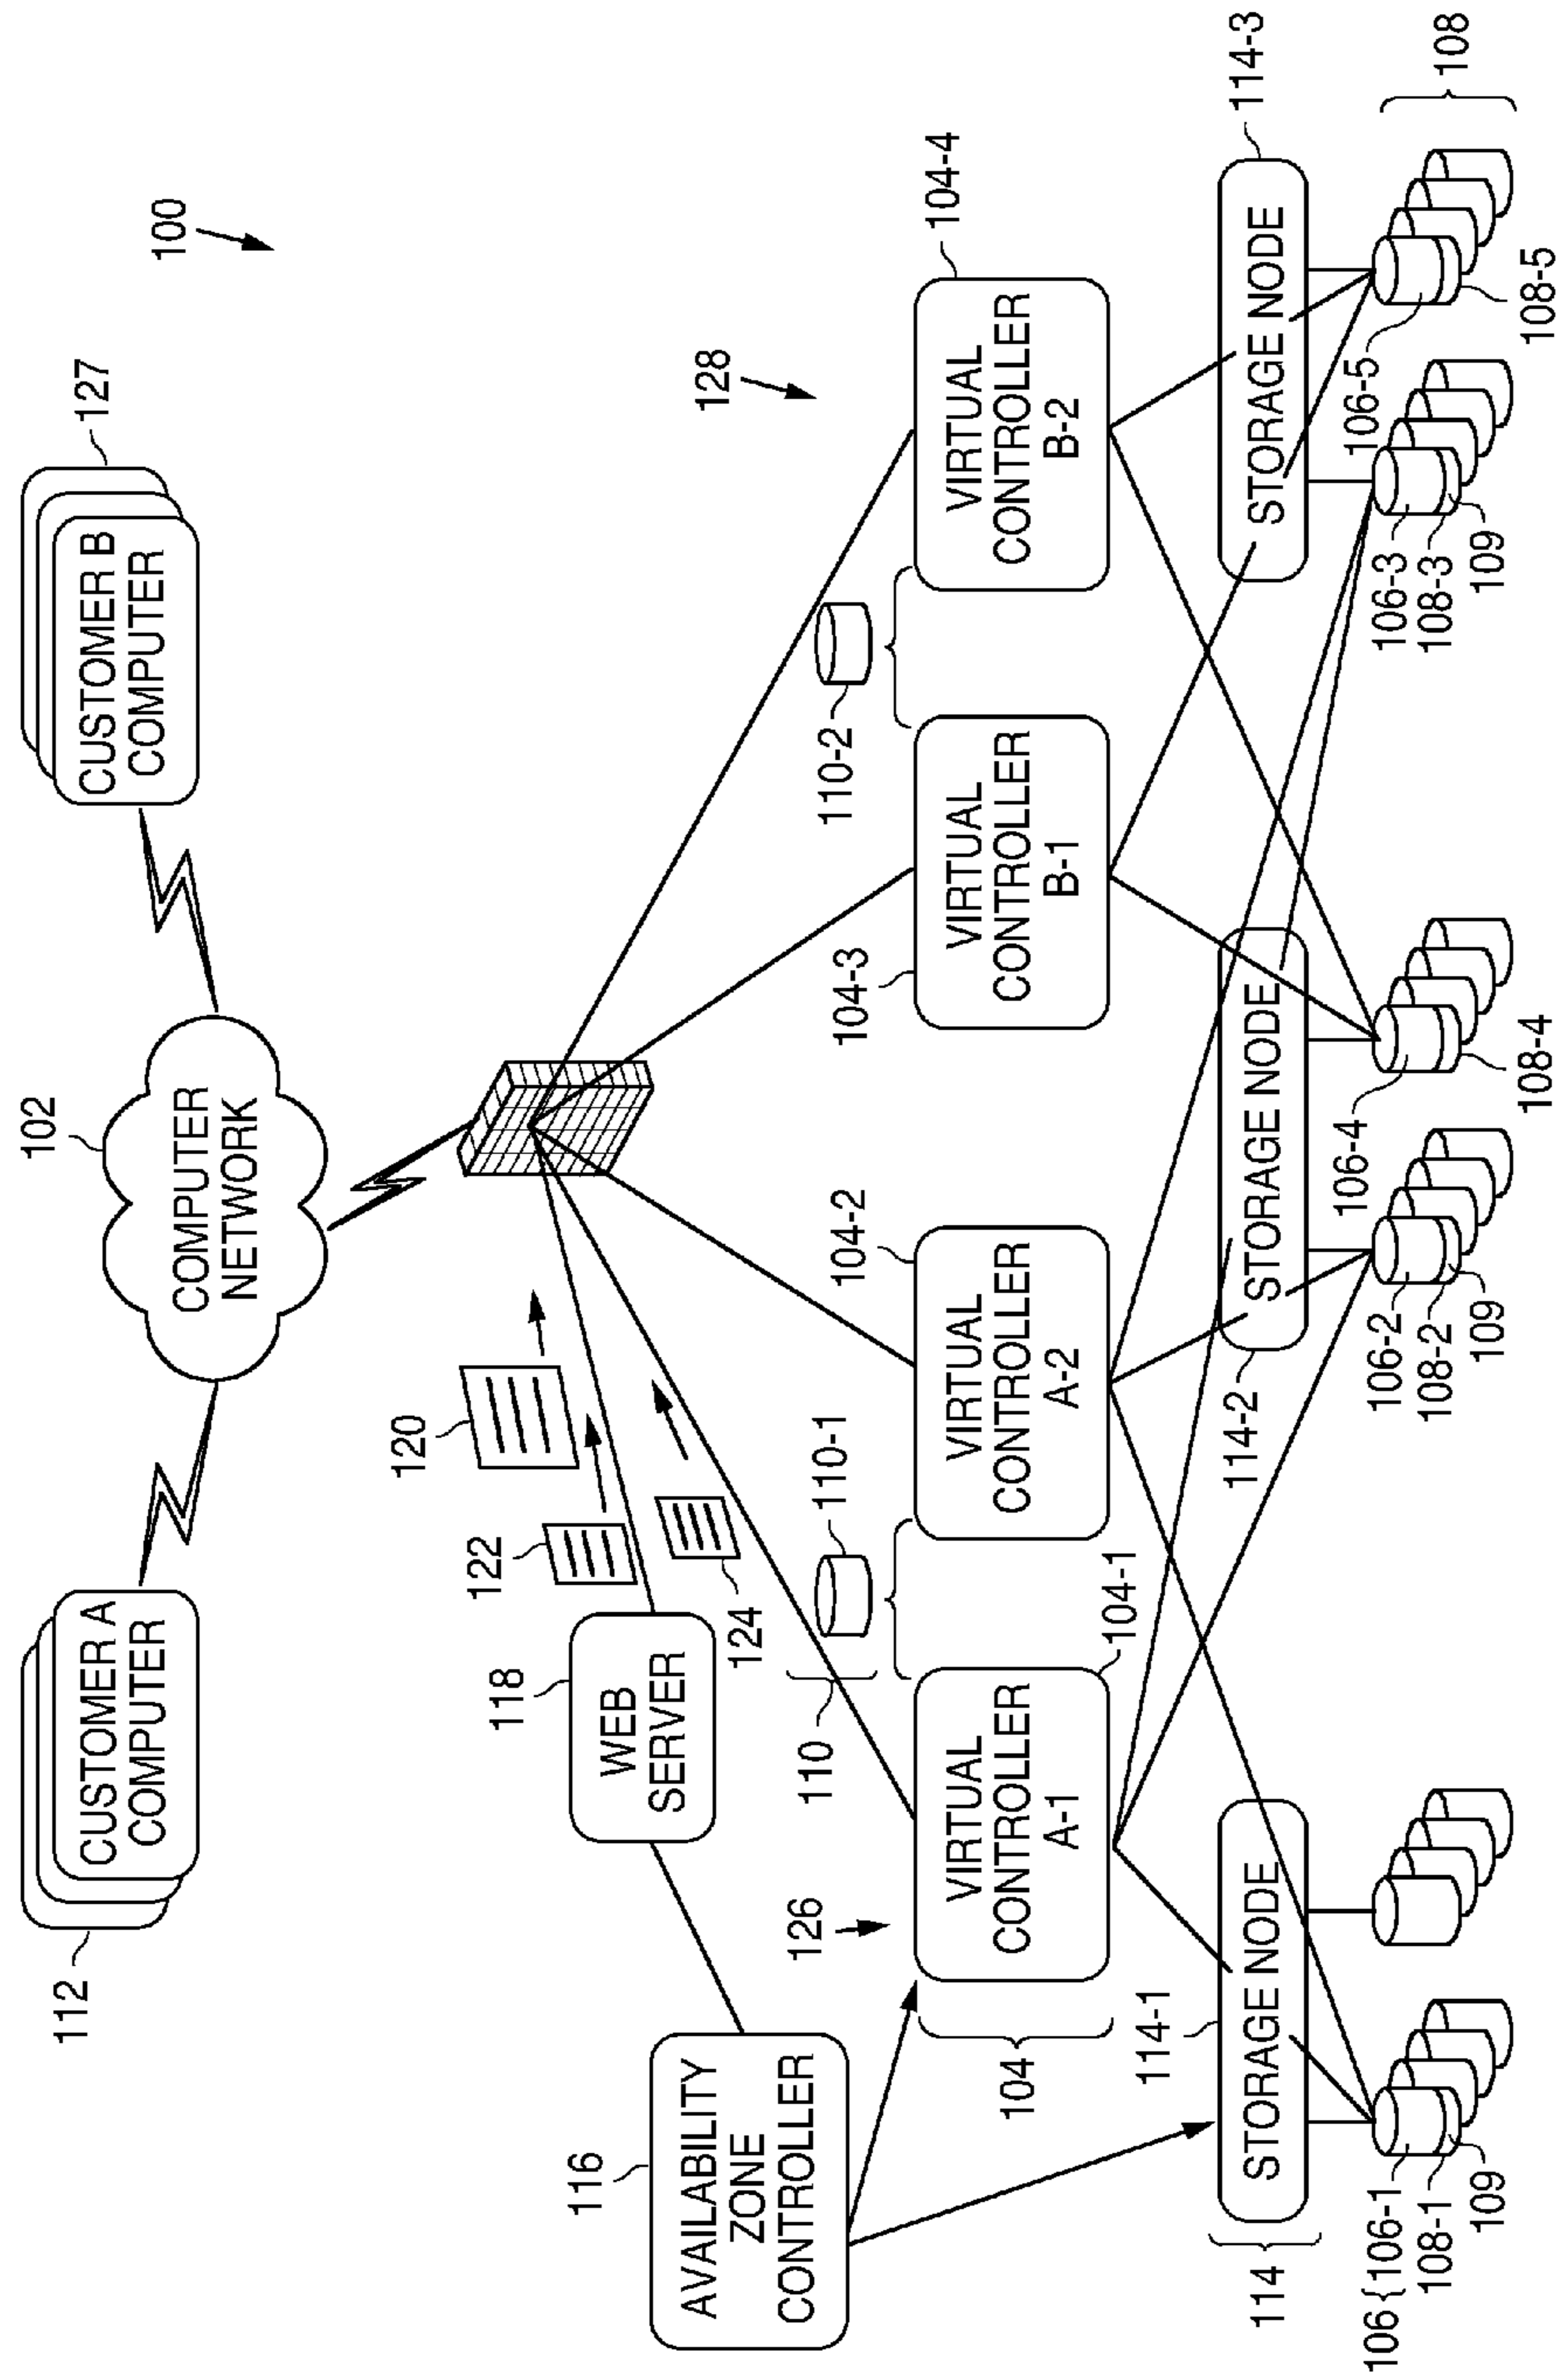 100
112
CUSTOMER A
COMPUTER
102
COMPUTER
NETWORK
CUSTOMER B
COMPUTER
127
120
122
124
118
WEB
SERVER
116
AVAILABILITY
ZONE
CONTROLLER
126
128
110
110-1
110-2
104
VIRTUAL
CONTROLLER
A-1
104-1
VIRTUAL
CONTROLLER
A-2
104-2
VIRTUAL
CONTROLLER
B-1
104-3
VIRTUAL
CONTROLLER
B-2
104-4
114
114-1
STORAGE NODE
114-2
STORAGE NODE
114-3
STORAGE NODE
106
106-1
108-1
109
106-2
108-2
109
106-4
108-4
106-3
108-3
109
106-5
108-5
108